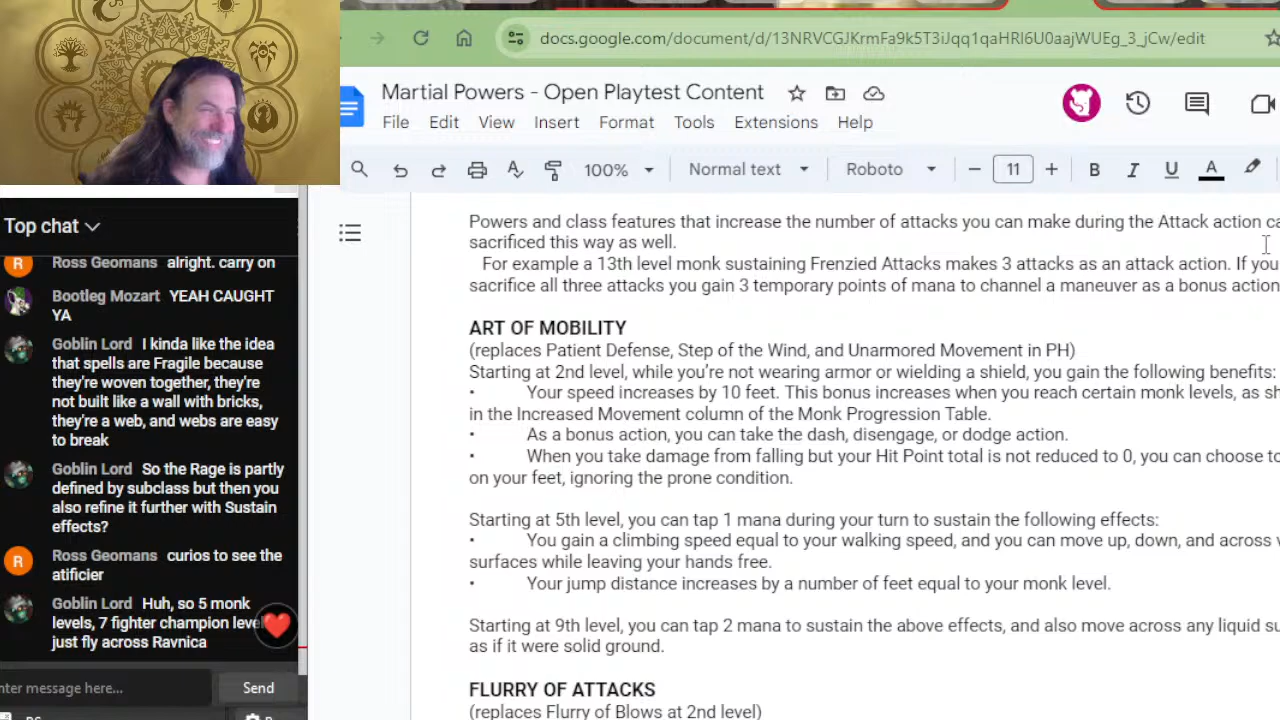 docs.google.com/document/d/13NRVCGJKrmFa9k5T3iJqq1qaHRl6U0aajWUEg_3_jCw/edit
Martial Powers - Open Playtest Content
File Edit View Insert Format Tools Extensions Help
100% Normal text Roboto 11 B I U A
Top chat
Ross Geomans alright. carry on
Bootleg Mozart YEAH CAUGHT
YA
Goblin Lord I kinda like the idea
that spells are Fragile because
they're woven together, they're
not built like a wall with bricks,
they're a web, and webs are easy
to break
Goblin Lord So the Rage is partly
defined by subclass but then you
also refine it further with Sustain
effects?
Ross Geomans curios to see the
atificier
Goblin Lord Huh, so 5 monk
levels, 7 fighter champion leve
just fly across Ravnica
nter message here...
Send
Powers and class features that increase the number of attacks you can make during the Attack action ca
sacrificed this way as well.
For example a 13th level monk sustaining Frenzied Attacks makes 3 attacks as an attack action. If you
sacrifice all three attacks you gain 3 temporary points of mana to channel a maneuver as a bonus action
ART OF MOBILITY
(replaces Patient Defense, Step of the Wind, and Unarmored Movement in PH)
Starting at 2nd level, while you're not wearing armor or wielding a shield, you gain the following benefits:
• Your speed increases by 10 feet. This bonus increases when you reach certain monk levels, as sh
in the Increased Movement column of the Monk Progression Table.
• As a bonus action, you can take the dash, disengage, or dodge action.
• When you take damage from falling but your Hit Point total is not reduced to 0, you can choose to
on your feet, ignoring the prone condition.
Starting at 5th level, you can tap 1 mana during your turn to sustain the following effects:
• You gain a climbing speed equal to your walking speed, and you can move up, down, and across v
surfaces while leaving your hands free.
• Your jump distance increases by a number of feet equal to your monk level.
Starting at 9th level, you can tap 2 mana to sustain the above effects, and also move across any liquid su
as if it were solid ground.
FLURRY OF ATTACKS
(replaces Flurry of Blows at 2nd level)